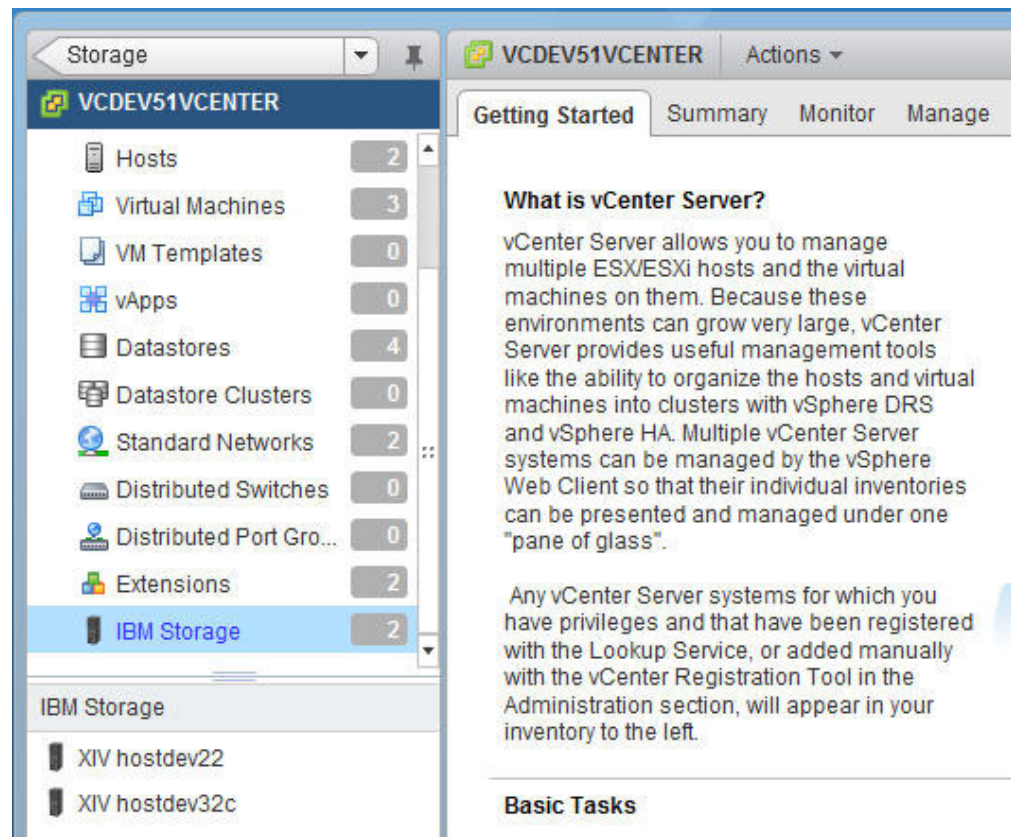 Storage
VCDEV51VCENTER
Hosts 2
Virtual Machines 3
VM Templates 0
vApps 0
Datastores 4
Datastore Clusters 0
Standard Networks 2
Distributed Switches 0
Distributed Port Gro... 0
Extensions 2
IBM Storage 2
IBM Storage
XIV hostdev22
XIV hostdev32c
VCDEV51VCENTER Actions
Getting Started Summary Monitor Manage
What is vCenter Server?
vCenter Server allows you to manage
multiple ESX/ESXi hosts and the virtual
machines on them. Because these
environments can grow very large, vCenter
Server provides useful management tools
like the ability to organize the hosts and virtual
machines into clusters with vSphere DRS
and vSphere HA. Multiple vCenter Server
systems can be managed by the vSphere
Web Client so that their individual inventories
can be presented and managed under one
"pane of glass".
Any vCenter Server systems for which you
have privileges and that have been registered
with the Lookup Service, or added manually
with the vCenter Registration Tool in the
Administration section, will appear in your
inventory to the left.
Basic Tasks